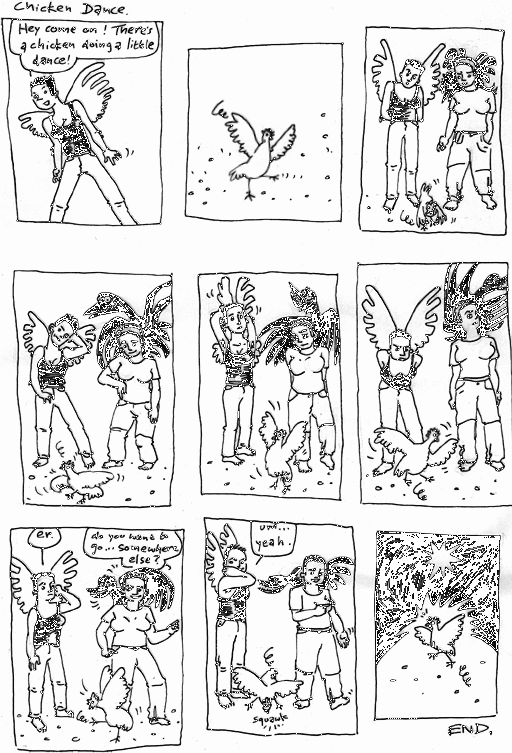 Chicken Dance.
Hey come on! There's
a chicken doing a little
dance!
er.
do you want to
go... somewhere
else?
urh...
yeah.
squawk
END.